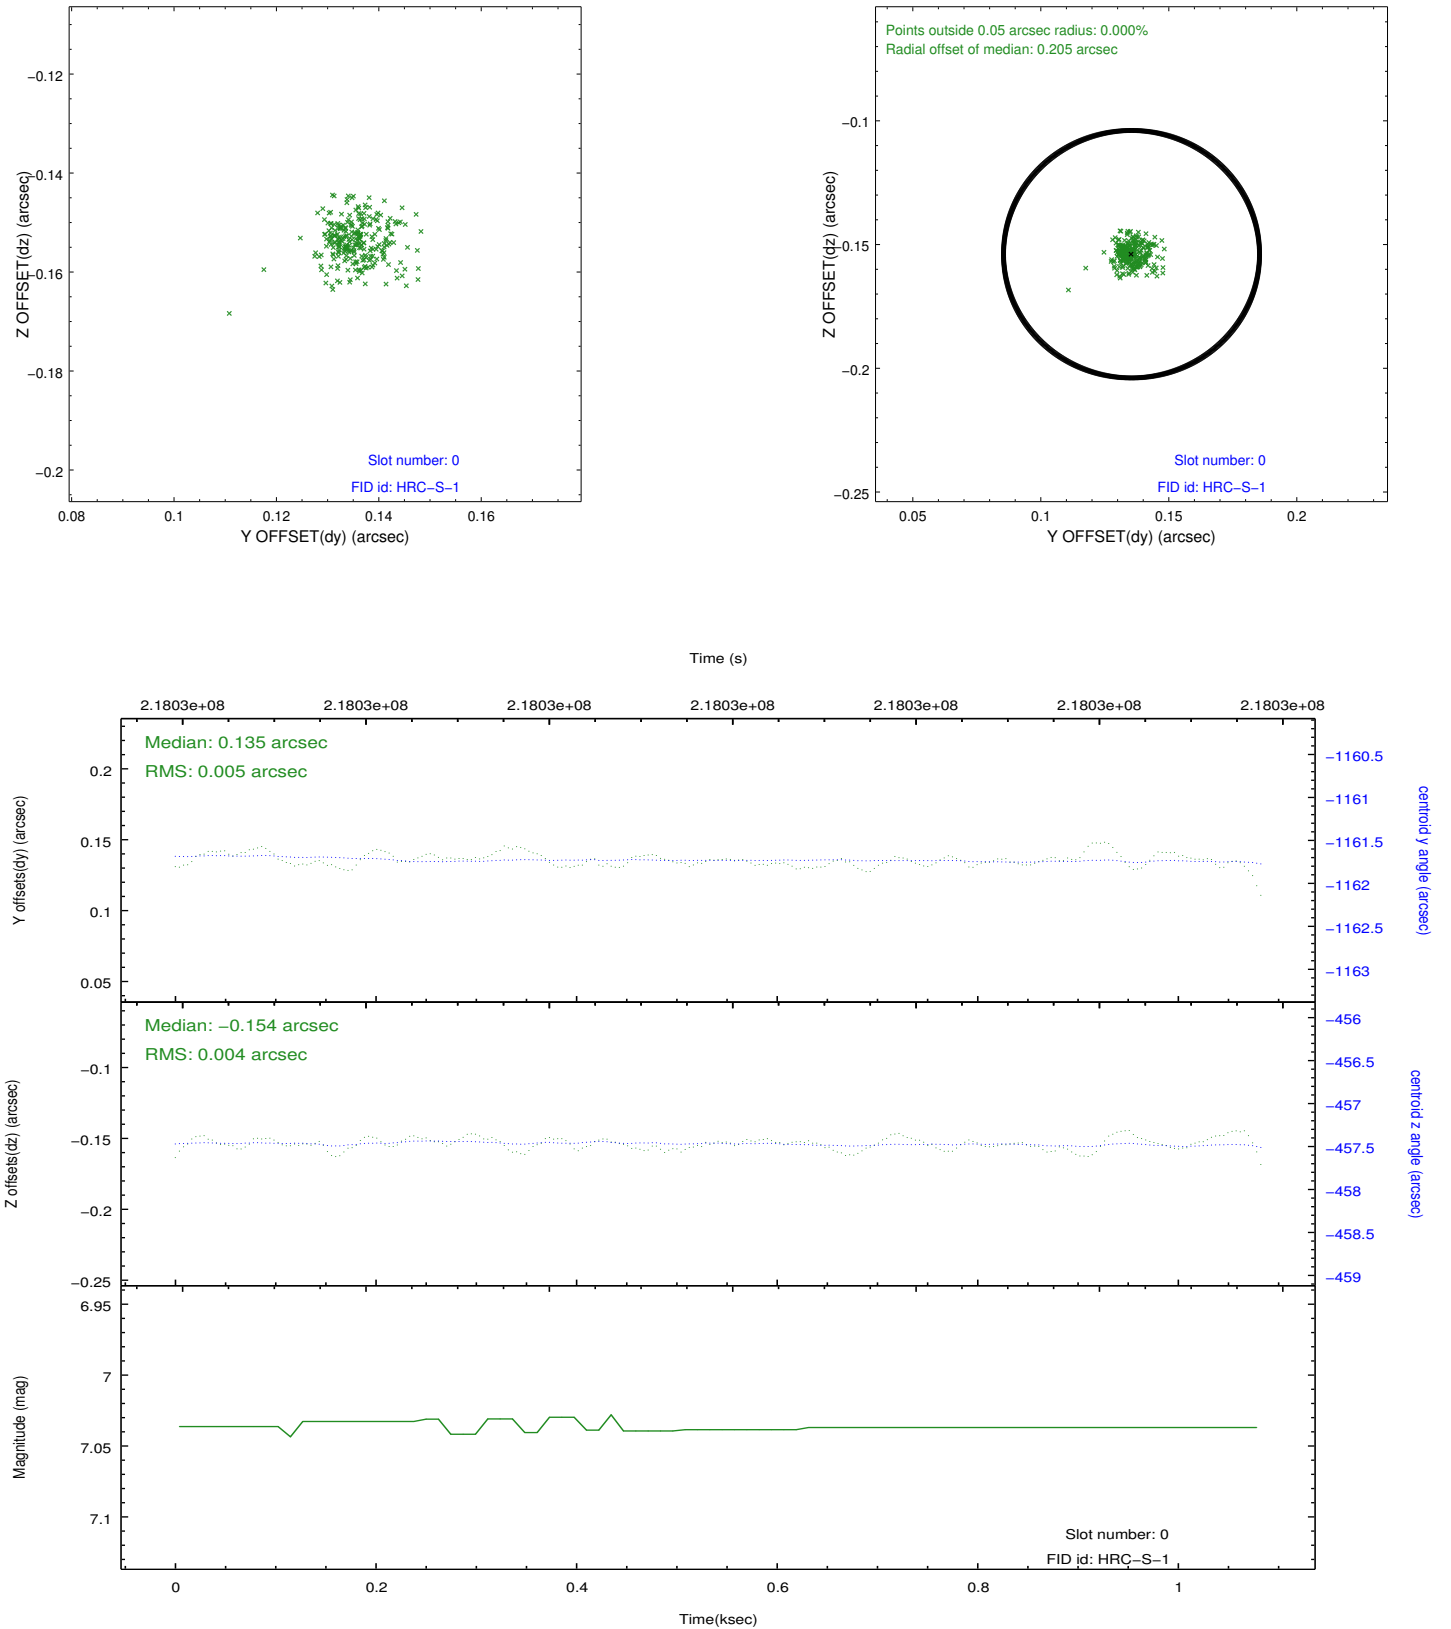 −0.12
−0.14
−0.16
−0.18
−0.2
Z OFFSET(dz) (arcsec)
Slot number: 0
FID id: HRC−S−1
0.08 0.1 0.12 0.14 0.16
Y OFFSET(dy) (arcsec)
Points outside 0.05 arcsec radius: 0.000%
Radial offset of median: 0.205 arcsec
−0.1
−0.15
−0.2
−0.25
Z OFFSET(dz) (arcsec)
Slot number: 0
FID id: HRC−S−1
0.05 0.1 0.15 0.2
Y OFFSET(dy) (arcsec)
Time (s)
2.1803e+08 2.1803e+08 2.1803e+08 2.1803e+08 2.1803e+08 2.1803e+08 2.1803e+08
Median: 0.135 arcsec
RMS: 0.005 arcsec
0.2
0.15
0.1
0.05
Y offsets(dy) (arcsec)
−1160.5
−1161
−1161.5
−1162
−1162.5
−1163
centroid y angle (arcsec)
Median: −0.154 arcsec
RMS: 0.004 arcsec
−0.1
−0.15
−0.2
−0.25
Z offsets(dz) (arcsec)
−456
−456.5
−457
−457.5
−458
−458.5
−459
centroid z angle (arcsec)
6.95
7
7.05
7.1
Magnitude (mag)
Slot number: 0
FID id: HRC−S−1
0 0.2 0.4 0.6 0.8 1
Time(ksec)